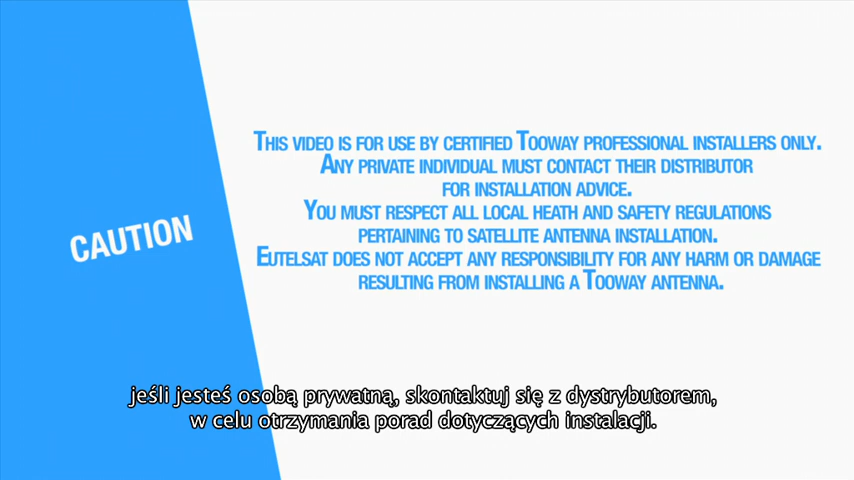 CAUTION
THIS VIDEO IS FOR USE BY CERTIFIED TOOWAY PROFESSIONAL INSTALLERS ONLY.
ANY PRIVATE INDIVIDUAL MUST CONTACT THEIR DISTRIBUTOR
FOR INSTALLATION ADVICE.
YOU MUST RESPECT ALL LOCAL HEATH AND SAFETY REGULATIONS
PERTAINING TO SATELLITE ANTENNA INSTALLATION.
EUTELSAT DOES NOT ACCEPT ANY RESPONSIBILITY FOR ANY HARM OR DAMAGE
RESULTING FROM INSTALLING A TOOWAY ANTENNA.
jeśli jesteś osobą prywatną, skontaktuj się z dystrybutorem,
w celu otrzymania porad dotyczących instalacji.